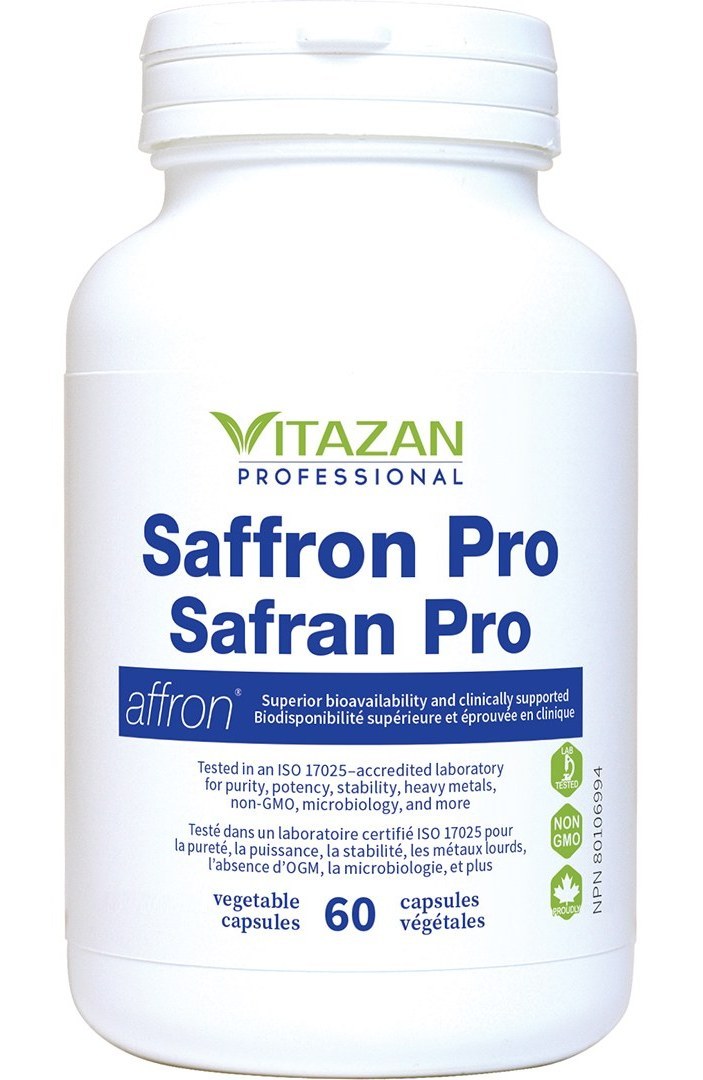 VITAZAN
PROFESSIONAL
Saffron Pro
Safran Pro
affron®
Superior bioavailability and clinically supported
Biodisponibilité supérieure et éprouvée en clinique
Tested in an ISO 17025–accredited laboratory
for purity, potency, stability, heavy metals,
non-GMO, microbiology, and more
Testé dans un laboratoire certifié ISO 17025 pour
la pureté, la puissance, la stabilité, les métaux lourds,
l’absence d’OGM, la microbiologie, et plus
vegetable
capsules
60
capsules
végétales
LAB
TESTED
NON
GMO
PROUDLY
NPN 80106994